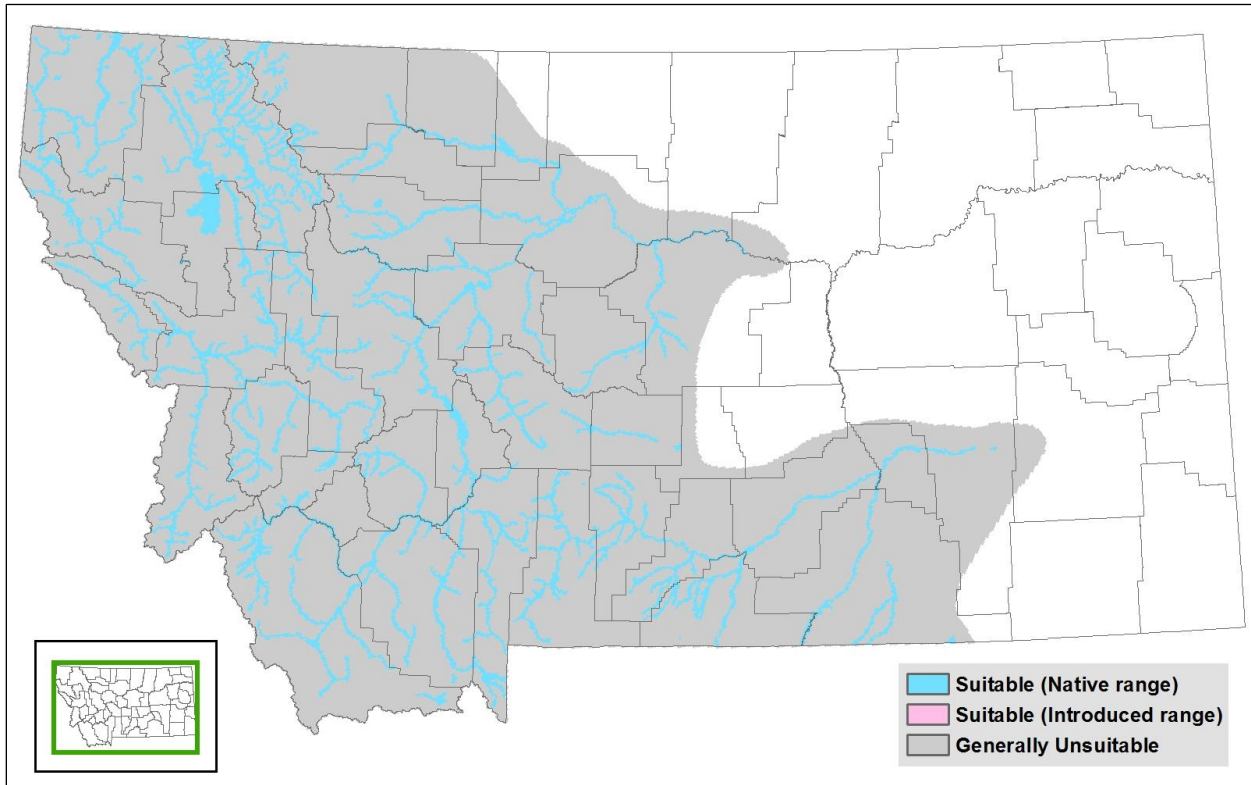 Suitable (Native range)
Suitable (Introduced range)
Generally Unsuitable